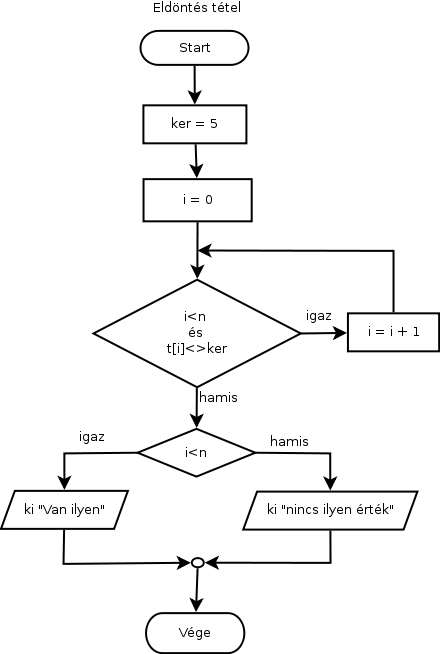 Eldöntés tétel
Start
ker = 5
i = 0
i<n
és
t[i]<>ker
igaz
i = i + 1
hamis
i<n
igaz
hamis
ki "Van ilyen"
ki "nincs ilyen érték"
Vége